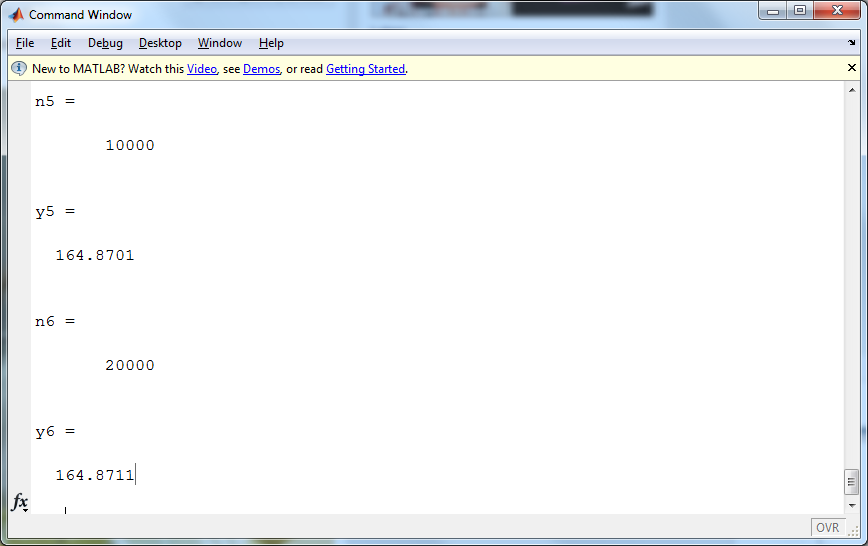 Command Window
File Edit Debug Desktop Window Help
New to MATLAB? Watch this Video, see Demos, or read Getting Started.
n5 =
10000
y5 =
164.8701
n6 =
20000
y6 =
164.8711
fx
OVR